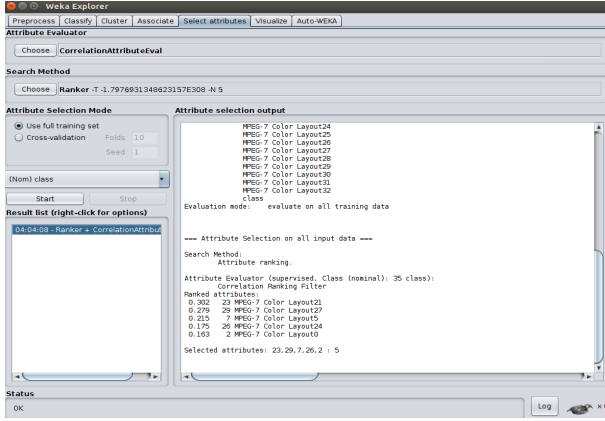 Weka Explorer
Preprocess Classify Cluster Associate Select attributes Visualize Auto-WEKA
Attribute Evaluator
Choose CorrelationAttributeEval
Search Method
Choose Ranker -T -1.7976931348623157E308 -N 5
Attribute Selection Mode
Use full training set
Cross-validation Folds 10
Seed 1
(Nom) class
Start Stop
Result list (right-click for options)
04:04:08 - Ranker + CorrelationAttribut
Attribute selection output
MPEG-7 Color Layout24
MPEG-7 Color Layout25
MPEG-7 Color Layout26
MPEG-7 Color Layout27
MPEG-7 Color Layout28
MPEG-7 Color Layout29
MPEG-7 Color Layout30
MPEG-7 Color Layout31
MPEG-7 Color Layout32
class
Evaluation mode: evaluate on all training data
=== Attribute Selection on all input data ===
Search Method:
Attribute ranking.
Attribute Evaluator (supervised, Class (nominal): 35 class):
Correlation Ranking Filter
Ranked attributes:
0.302 23 MPEG-7 Color Layout21
0.279 29 MPEG-7 Color Layout27
0.215 7 MPEG-7 Color Layout5
0.175 26 MPEG-7 Color Layout24
0.163 2 MPEG-7 Color Layout0
Selected attributes: 23,29,7,26,2 : 5
Status
OK
Log